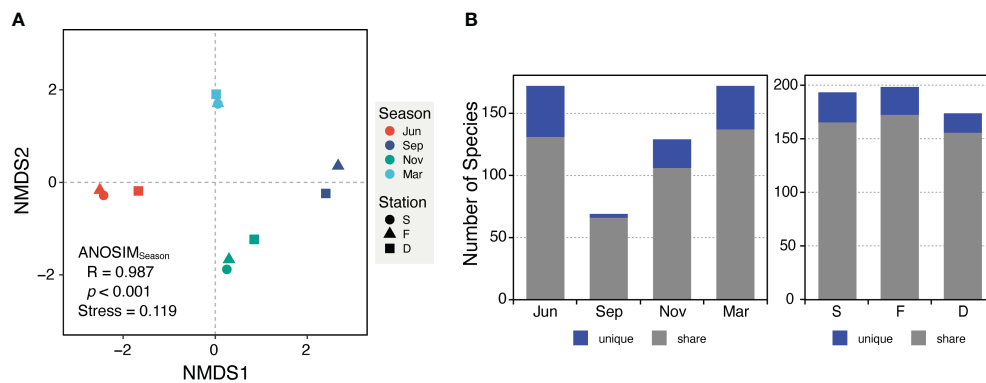 A
NMDS2
2
0
−2
−2
0
2
NMDS1
ANOSIMSeason
R = 0.987
p < 0.001
Stress = 0.119
Season
Jun
Sep
Nov
Mar
Station
S
F
D
B
Number of Species
150
100
50
0
Jun
Sep
Nov
Mar
unique
share
200
150
100
50
0
S
F
D
unique
share